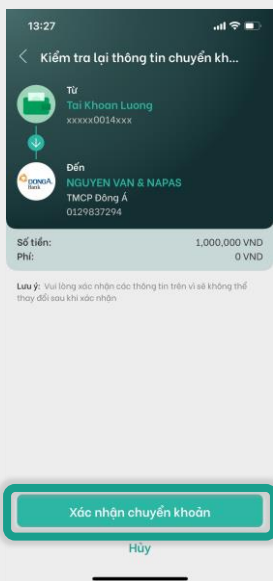 13:27
Kiểm tra lại thông tin chuyển kh...
Từ
Tai Khoan Luong
xxxxx0014xxx
DONGA
Bank
Đến
NGUYEN VAN & NAPAS
TMCP Đông Á
0129837294
Số tiền: 1,000,000 VND
Phí: 0 VND
Lưu ý: Vui lòng xác nhận các thông tin trên vì sẽ không thể
thay đổi sau khi xác nhận
Xác nhận chuyển khoản
Hủy